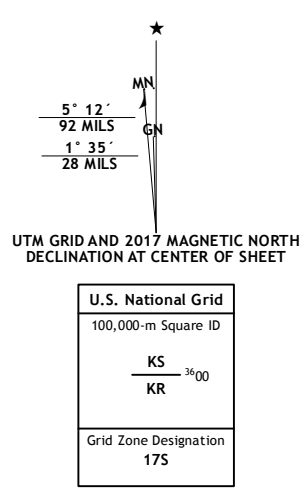 ★
MN
5° 12´
92 MILS
GN
1° 35´
28 MILS
UTM GRID AND 2017 MAGNETIC NORTH
DECLINATION AT CENTER OF SHEET
U.S. National Grid
100,000-m Square ID
KS
3600
KR
Grid Zone Designation
17S